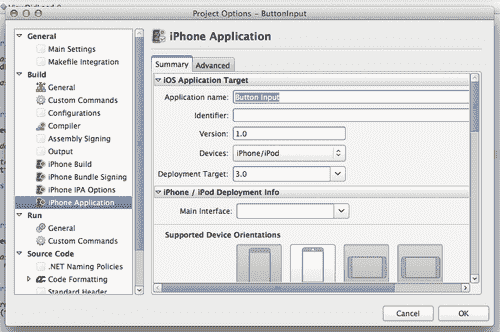 Project Options – ButtonInput
General
Main Settings
Makefile Integration
Build
General
Custom Commands
Configurations
Compiler
Assembly Signing
Output
iPhone Build
iPhone Bundle Signing
iPhone IPA Options
iPhone Application
Run
General
Custom Commands
Source Code
.NET Naming Policies
Code Formatting
Standard Header
iPhone Application
Summary Advanced
iOS Application Target
Application name: Button Input
Identifier:
Version: 1.0
Devices: iPhone/iPod
Deployment Target: 3.0
iPhone / iPod Deployment Info
Main Interface:
Supported Device Orientations
Cancel OK